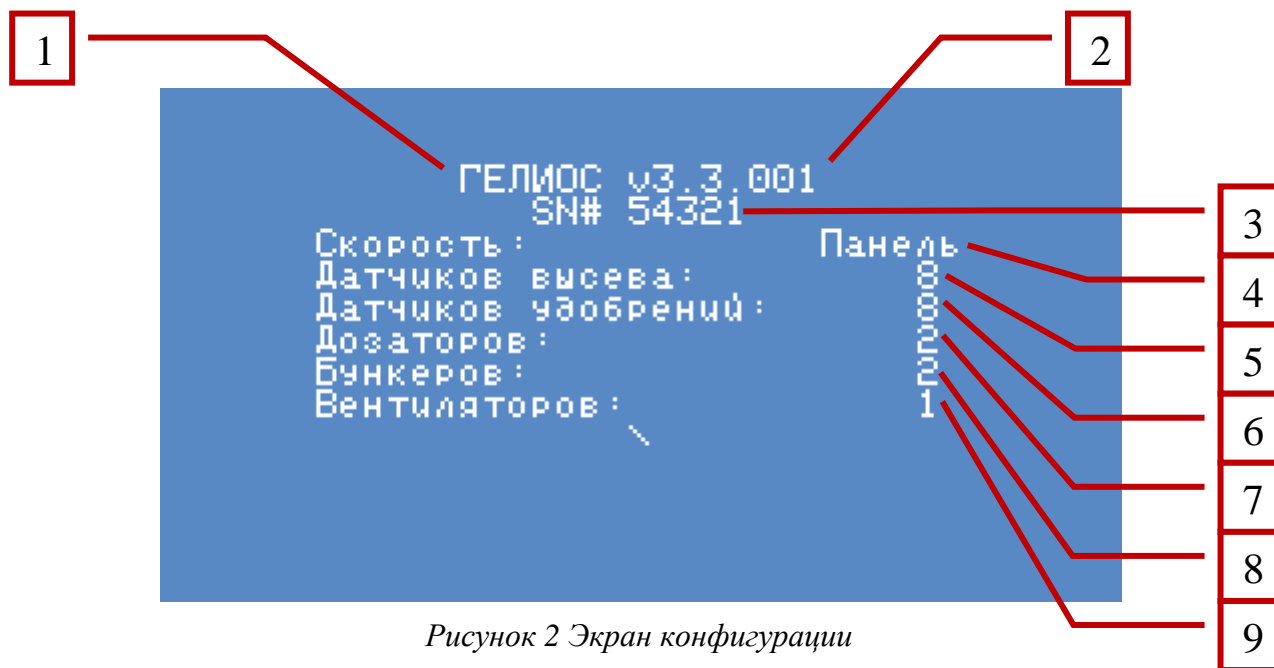 1
2
ГЕЛИОС v3.3.001
SN# 54321
3
Скорость: Панель
4
Датчиков высева: 8
5
Датчиков удобрений: 8
6
Дозаторов: 2
7
Бункеров: 2
8
Вентиляторов: 1
9
Рисунок 2 Экран конфигурации